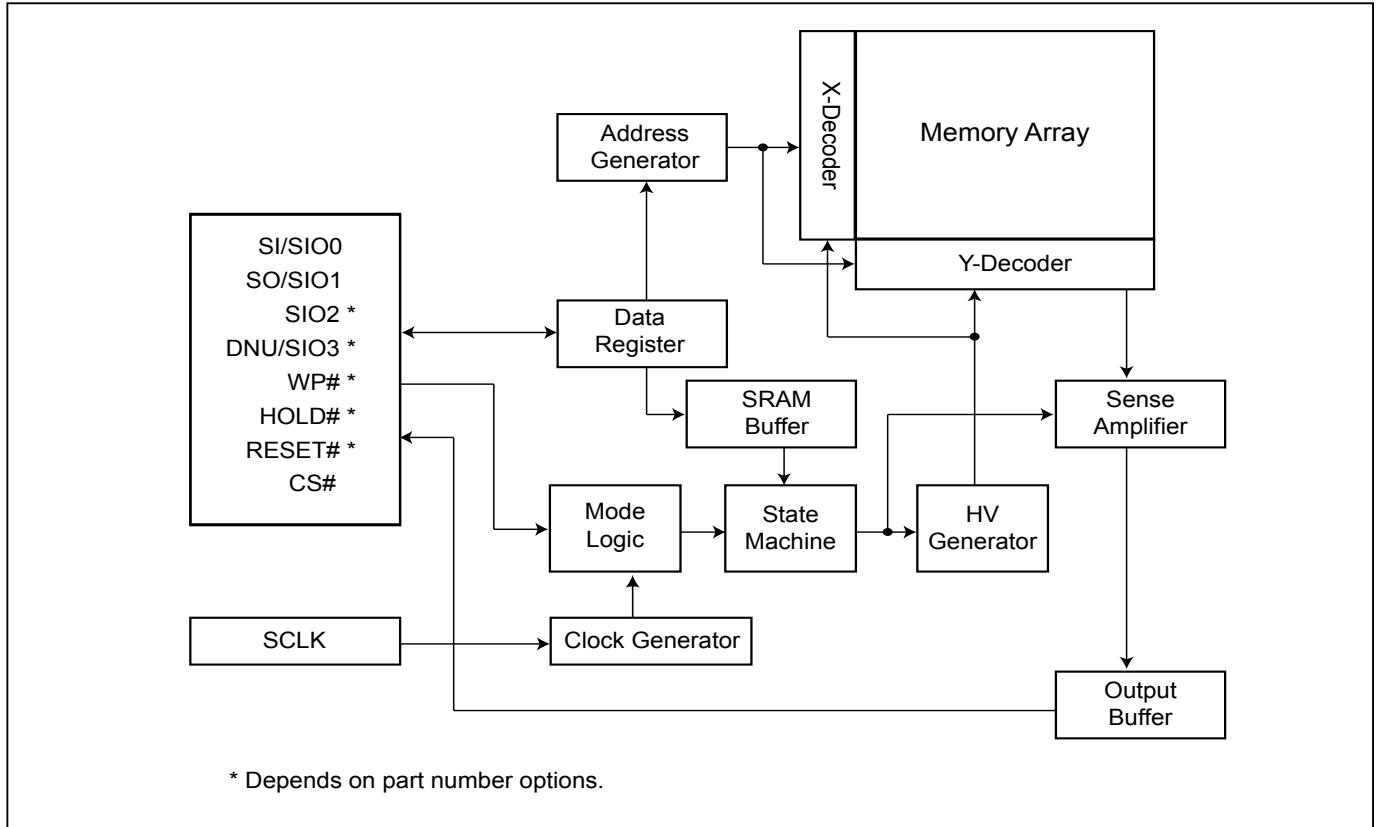 X-Decoder
Memory Array
Address
Generator
SI/SIO0
SO/SIO1
SIO2 *
DNU/SIO3 *
WP# *
HOLD# *
RESET# *
CS#
Y-Decoder
Data
Register
SRAM
Buffer
Sense
Amplifier
Mode
Logic
State
Machine
HV
Generator
SCLK
Clock Generator
Output
Buffer
* Depends on part number options.